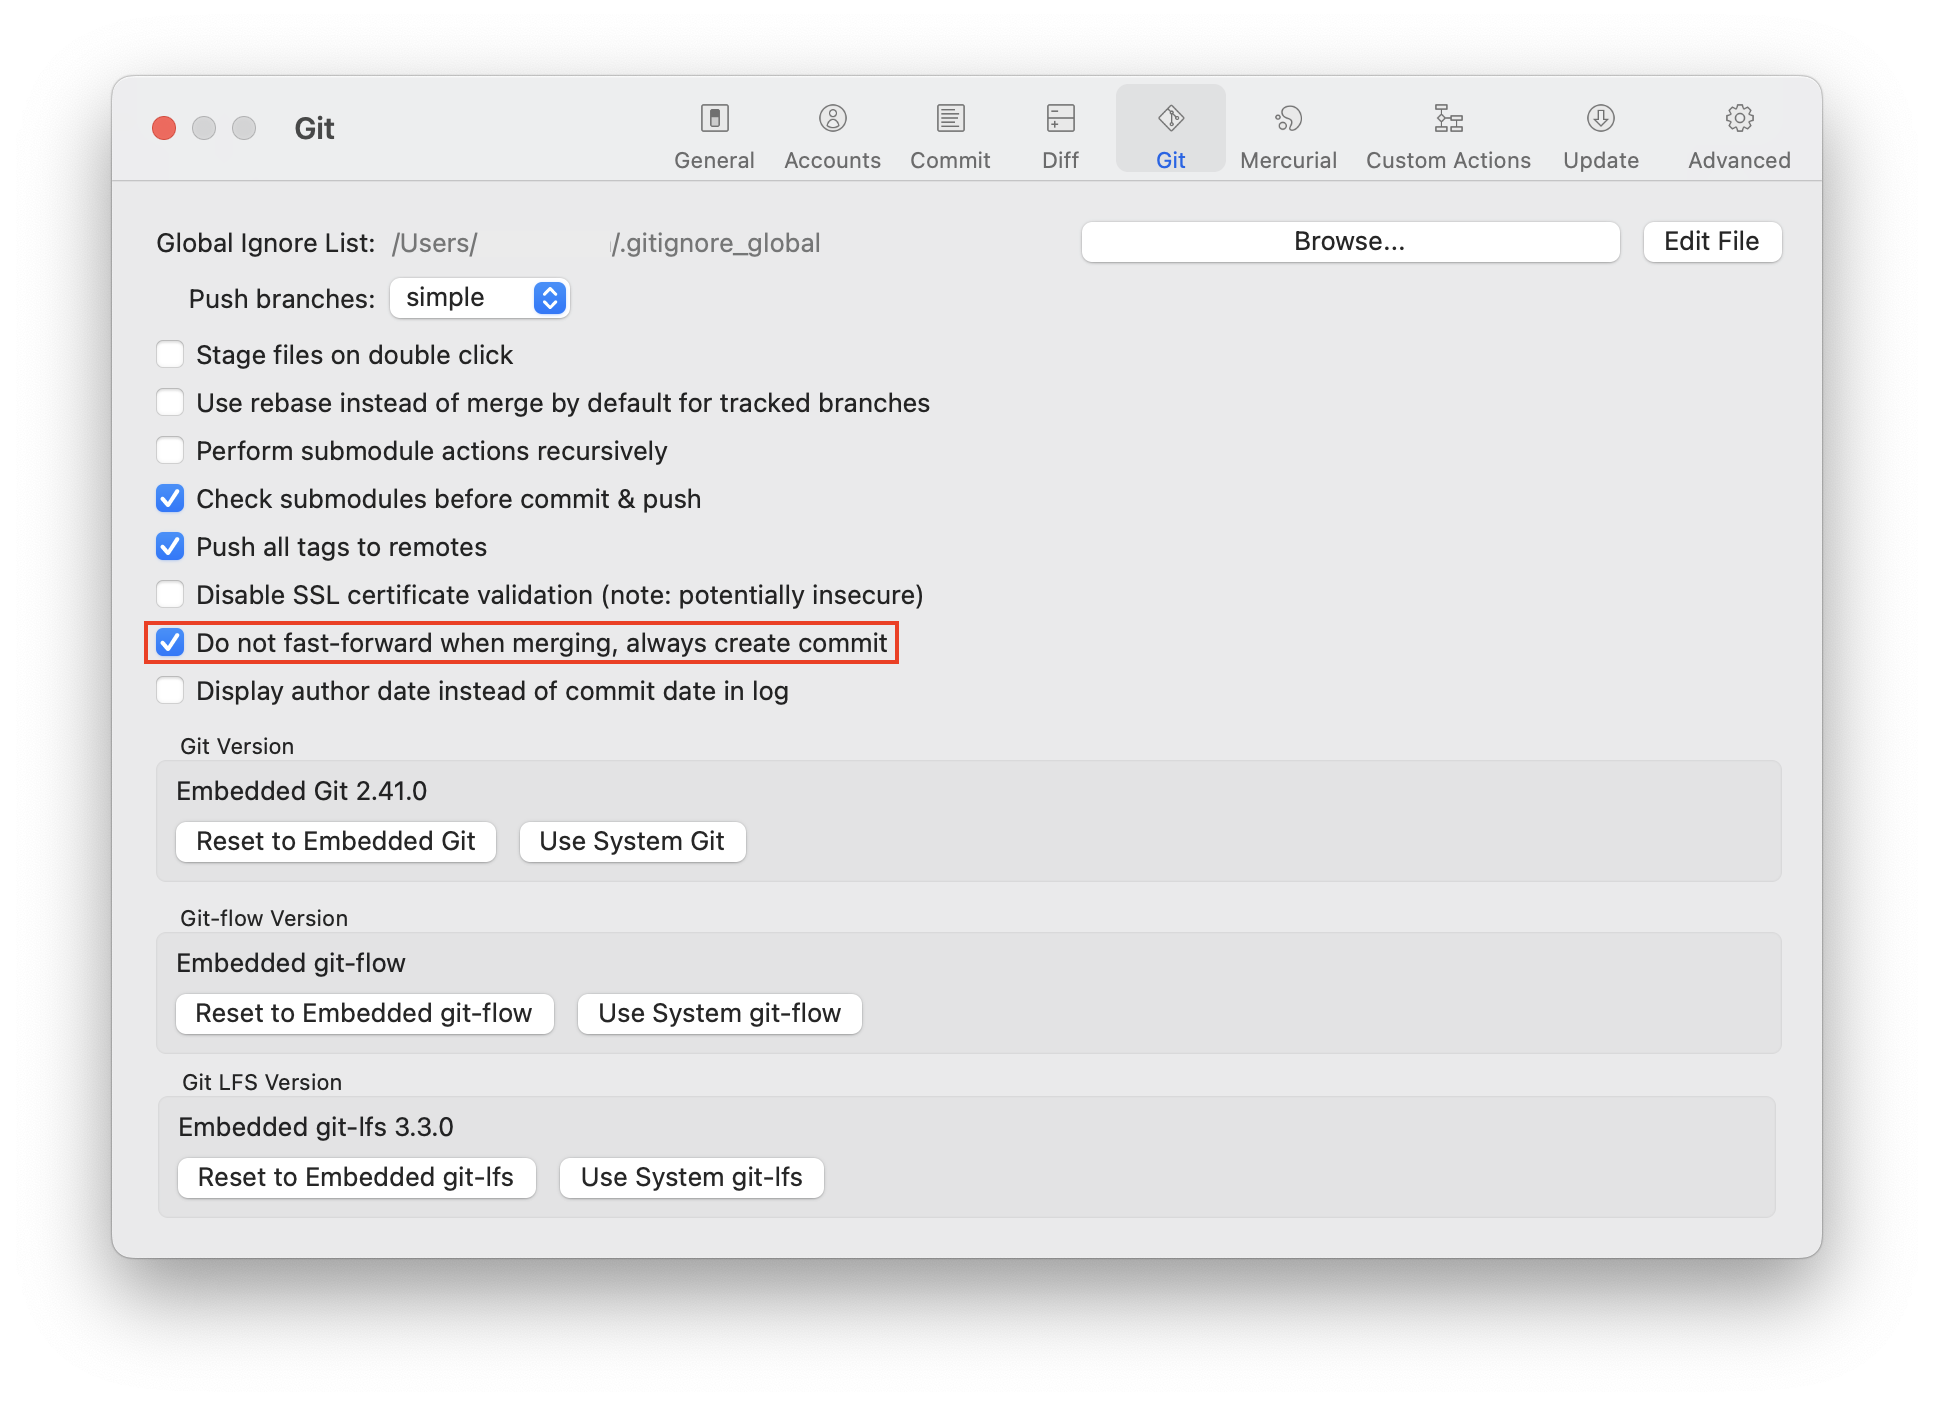 Git
General
Accounts
Commit
Diff
Git
Mercurial
Custom Actions
Update
Advanced
Global Ignore List: /Users/ /.gitignore_global Browse... Edit File
Push branches: simple
Stage files on double click
Use rebase instead of merge by default for tracked branches
Perform submodule actions recursively
Check submodules before commit & push
Push all tags to remotes
Disable SSL certificate validation (note: potentially insecure)
Do not fast-forward when merging, always create commit
Display author date instead of commit date in log
Git Version
Embedded Git 2.41.0
Reset to Embedded Git Use System Git
Git-flow Version
Embedded git-flow
Reset to Embedded git-flow Use System git-flow
Git LFS Version
Embedded git-lfs 3.3.0
Reset to Embedded git-lfs Use System git-lfs